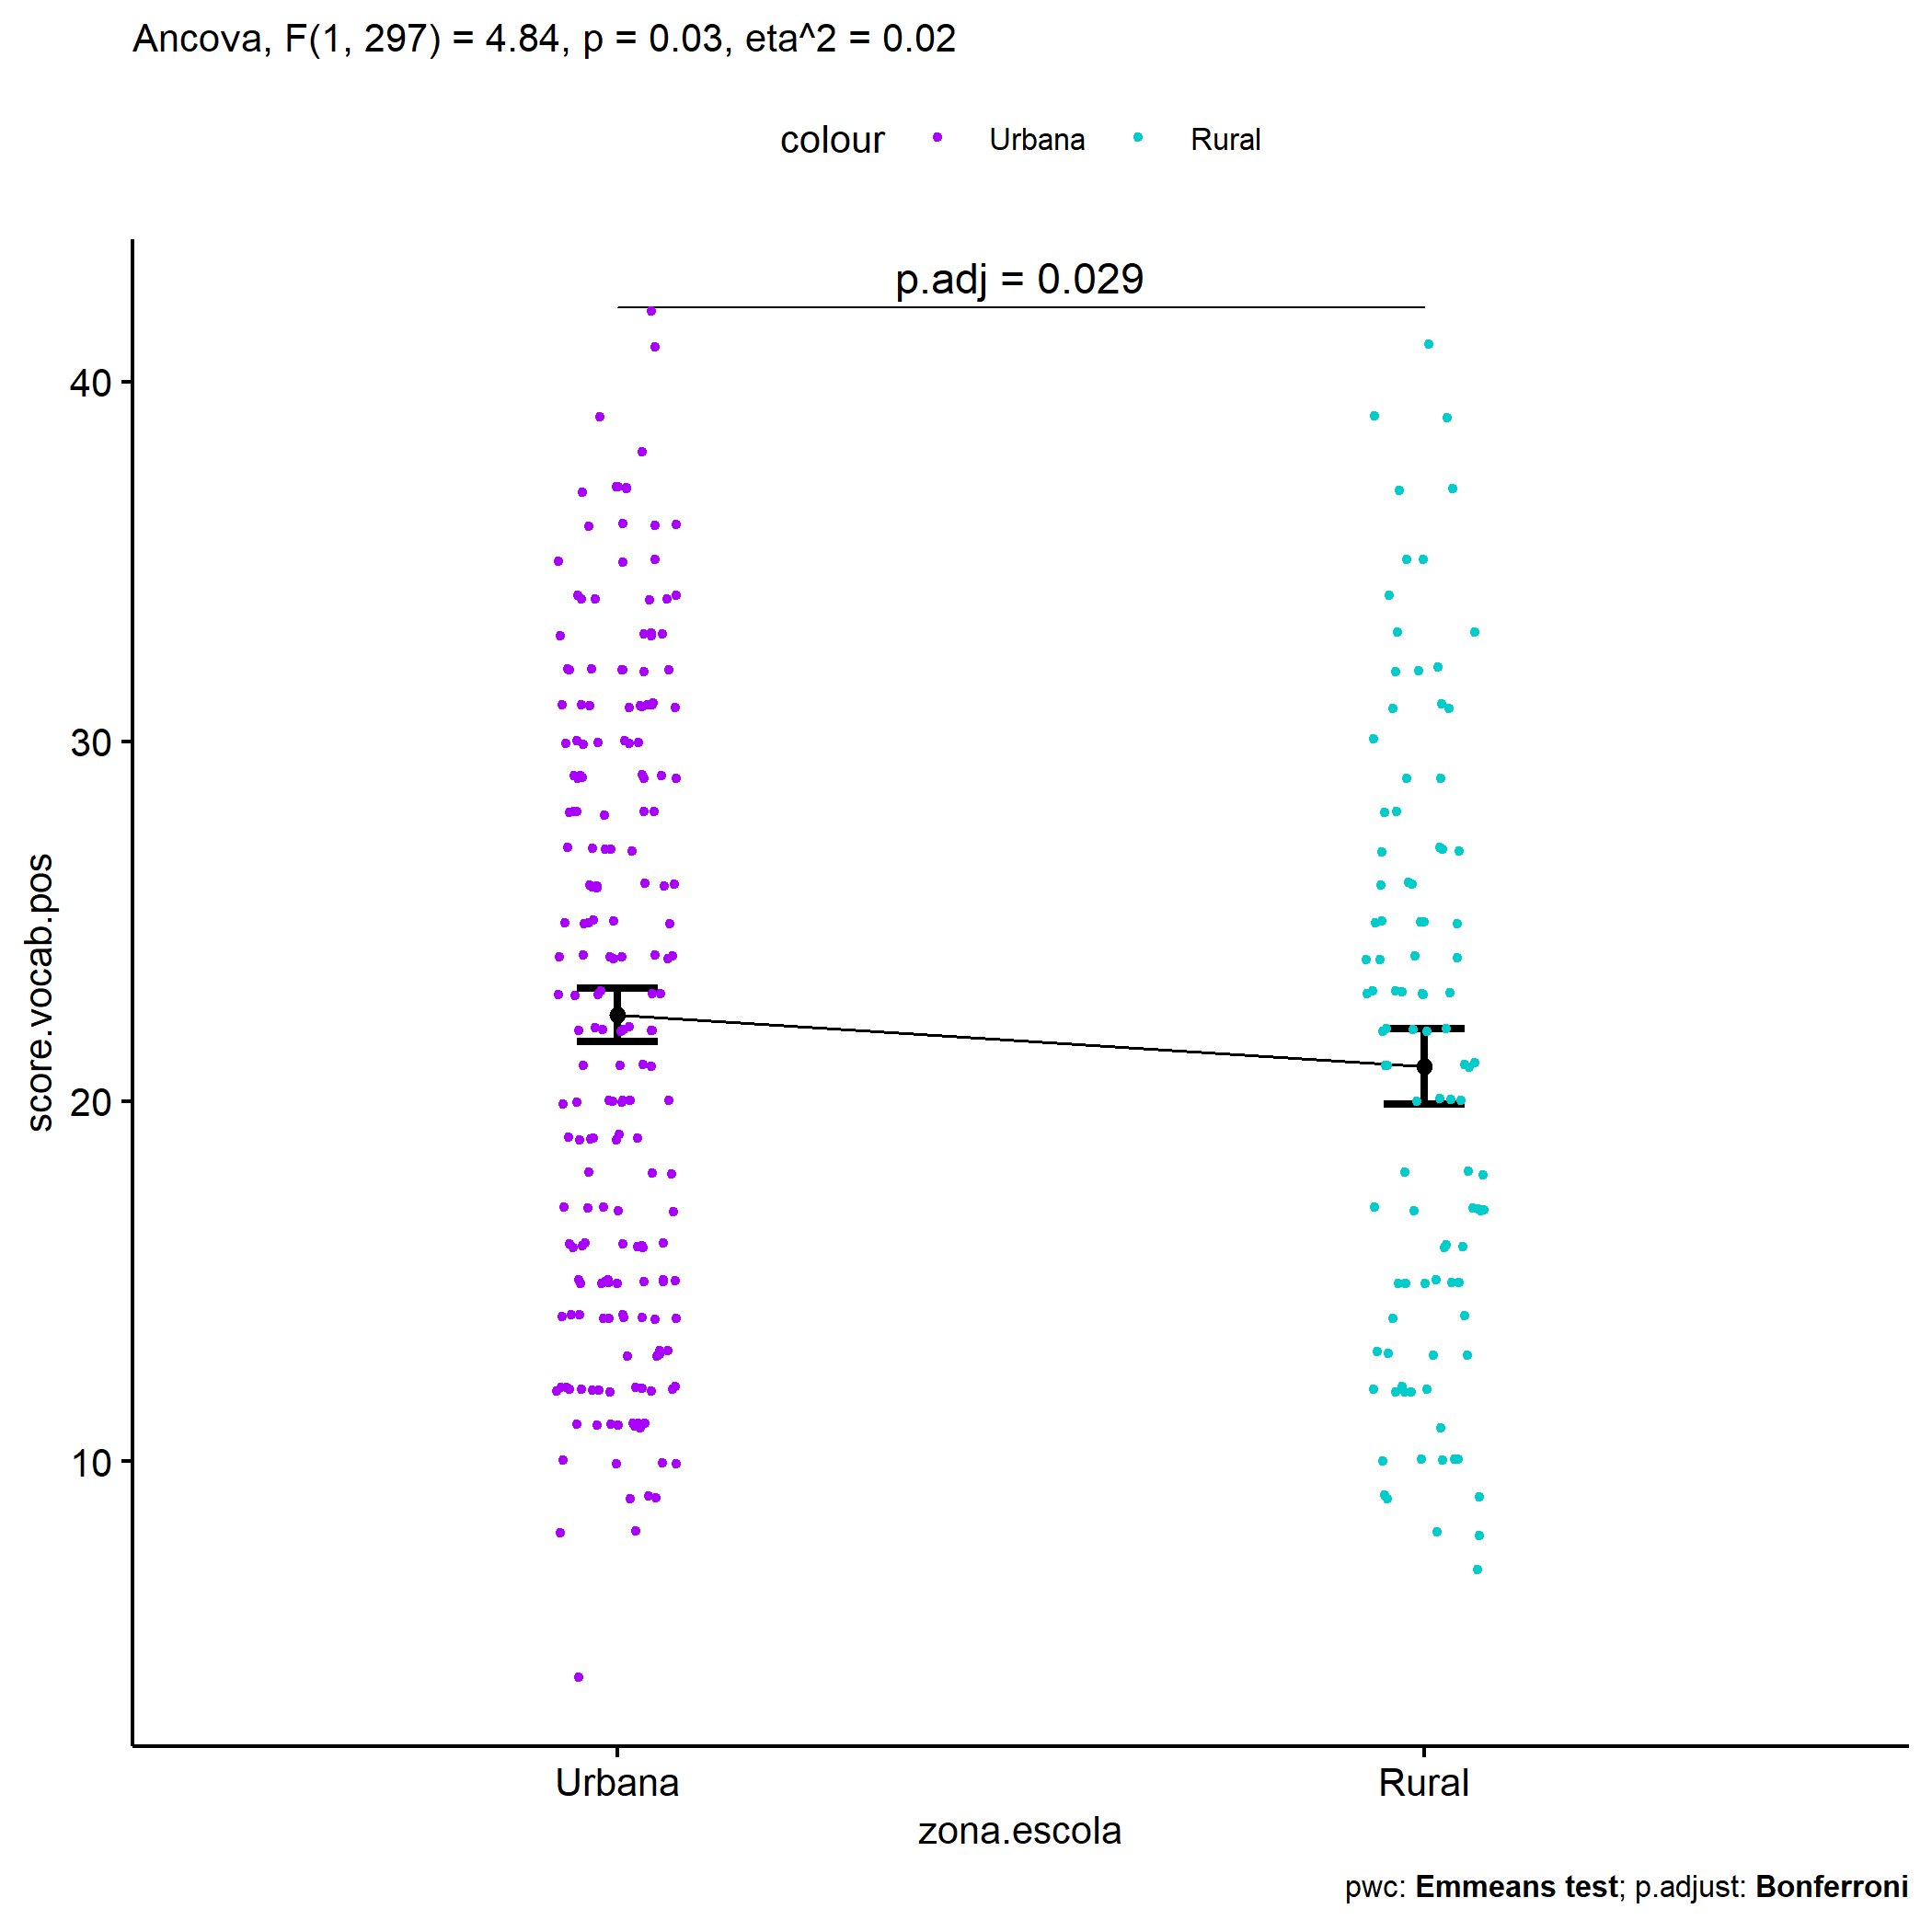 Ancova, F(1, 297) = 4.84, p = 0.03, eta^2 = 0.02
colour Urbana Rural
p.adj = 0.029
40
30
20
10
score.vocab.pos
Urbana Rural
zona.escola
pwc: Emmeans test; p.adjust: Bonferroni